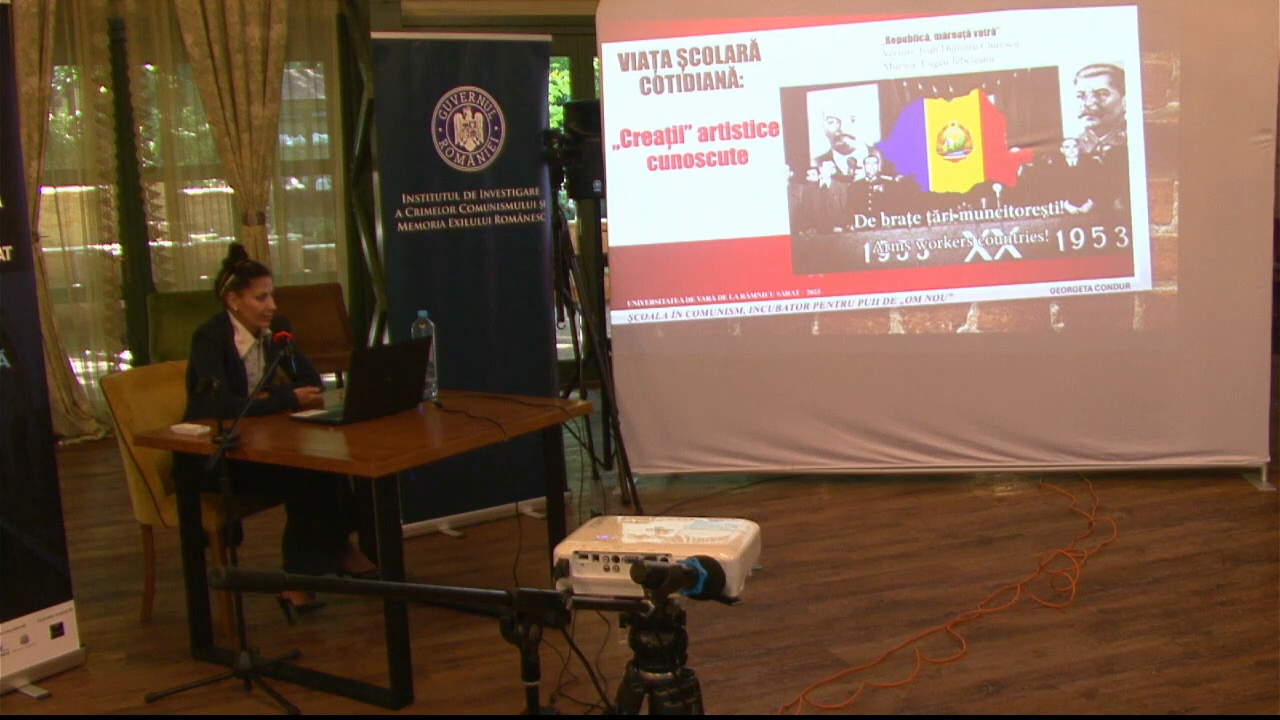 GUVERNUL
ROMÂNIEI
INSTITUTUL DE INVESTIGARE
A CRIMELOR COMUNISMULUI ȘI
MEMORIA EXILULUI ROMÂNESC
VIAȚA ȘCOLARĂ
COTIDIANĂ:
„Creații” artistice
cunoscute
„Republică, măreață vatră”
De brațe țări muncitorești!
Arms workers countries!
1933 XX 1953
UNIVERSITATEA DE VARĂ DE LA RÂMNICU SĂRAT - 2023
GEORGETA CONDUR
ȘCOALA ÎN COMUNISM, INCUBATOR PENTRU PUII DE „OM NOU”